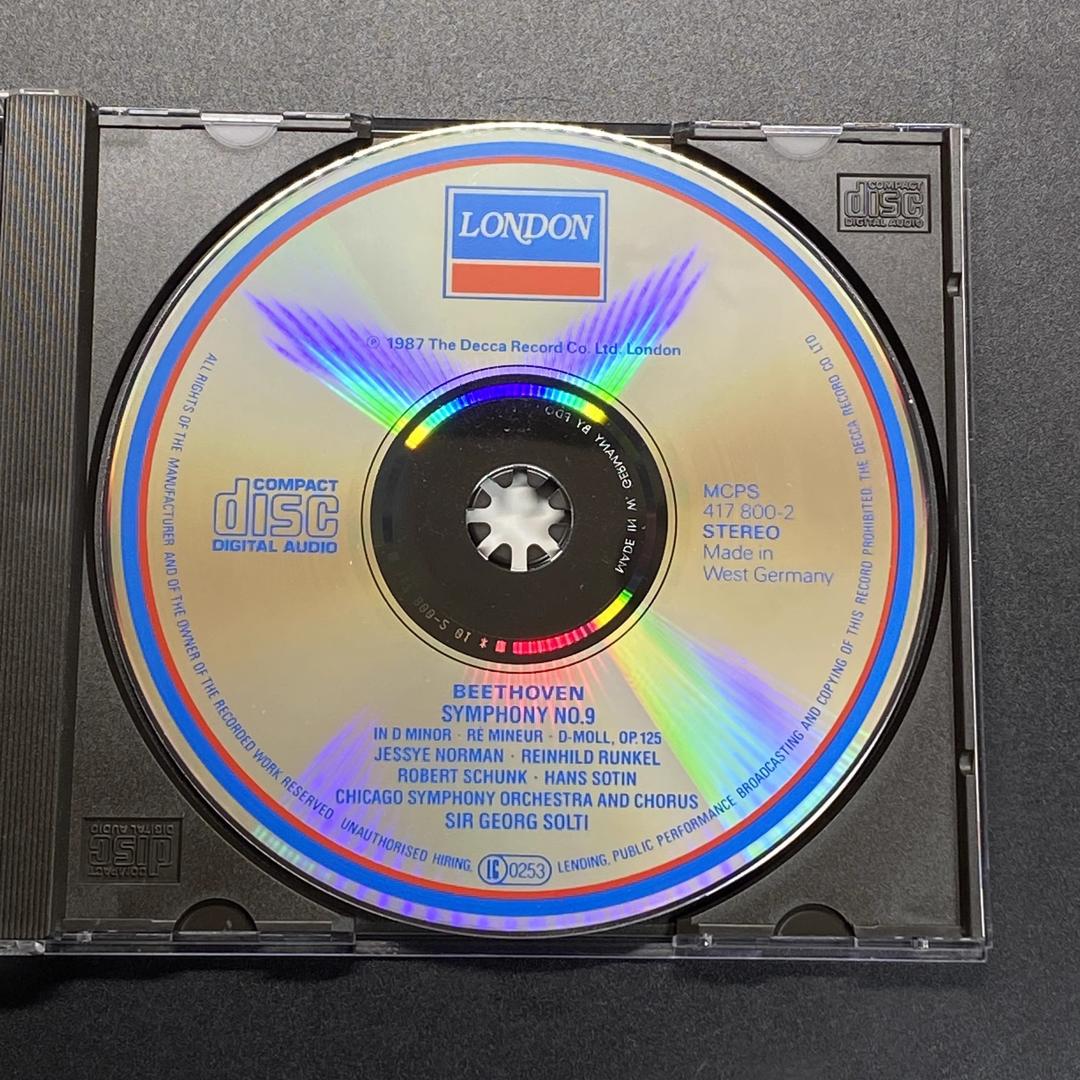 LONDON
℗ 1987 The Decca Record Co. Ltd. London
COMPACT
disc
DIGITAL AUDIO
MCPS
417 800-2
STEREO
Made in
West Germany
BEETHOVEN
SYMPHONY NO.9
IN D MINOR · RÉ MINEUR · D-MOLL, OP.125
JESSYE NORMAN · REINHILD RUNKEL
ROBERT SCHUNK · HANS SOTIN
CHICAGO SYMPHONY ORCHESTRA AND CHORUS
SIR GEORG SOLTI
ALL RIGHTS OF THE MANUFACTURER AND OF THE OWNER OF THE RECORDED WORK RESERVED UNAUTHORISED HIRING, LENDING, PUBLIC PERFORMANCE BROADCASTING AND COPYING OF THIS RECORD PROHIBITED THE DECCA RECORD CO LTD
LC 0253
MADE IN W. GERMANY BY PDO
COMPACT
disc
DIGITAL AUDIO
COMPACT
disc
DIGITAL AUDIO